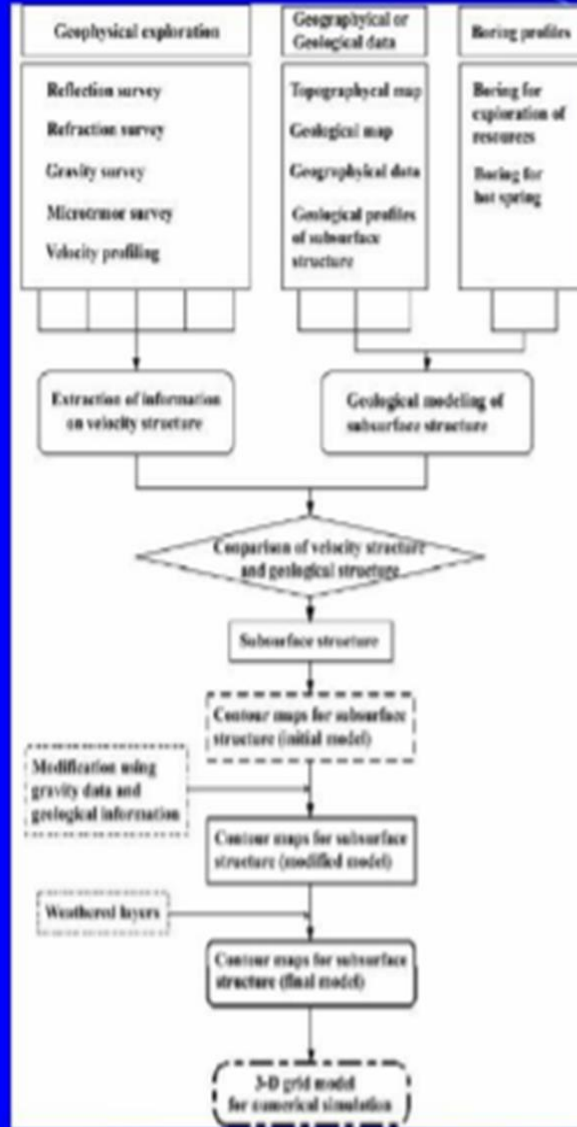 Geophysical exploration
Reflection survey
Refraction survey
Gravity survey
Microtrmor survey
Velocity profiling
Geographyical or
Geological data
Topographycal map
Geological map
Geographyical data
Geological profiles
of subsurface
structure
Boring profiles
Boring for
exploration of
resources
Boring for
hot spring
Extraction of information
on velocity structure
Geological modeling of
subsurface structure
Comparison of velocity structure
and geological structure
Subsurface structure
Contour maps for subsurface
structure (initial model)
Modification using
gravity data and
geological information
Contour maps for subsurface
structure (modified model)
Weathered layers
Contour maps for subsurface
structure (final model)
3-D grid model
for numerical simulation